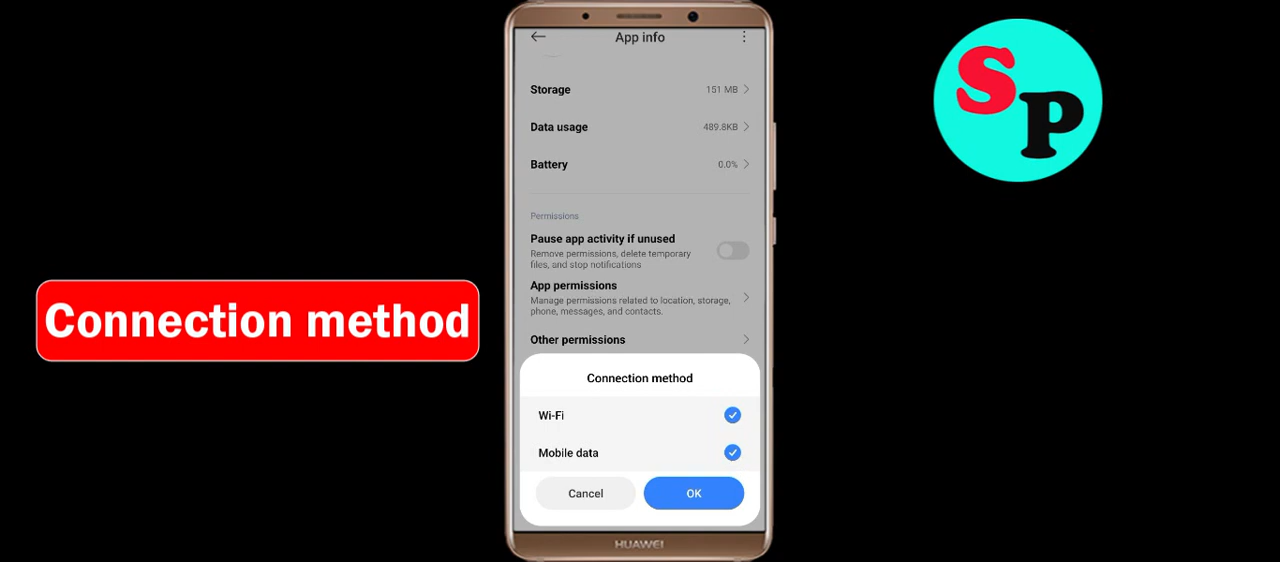 App info
Storage 151 MB
Data usage 489.8KB
Battery 0.0%
Permissions
Pause app activity if unused
Remove permissions, delete temporary
files, and stop notifications
App permissions
Manage permissions related to location, storage,
phone, messages, and contacts.
Other permissions
Connection method
Wi-Fi
Mobile data
Cancel OK
HUAWEI
Connection method
SP